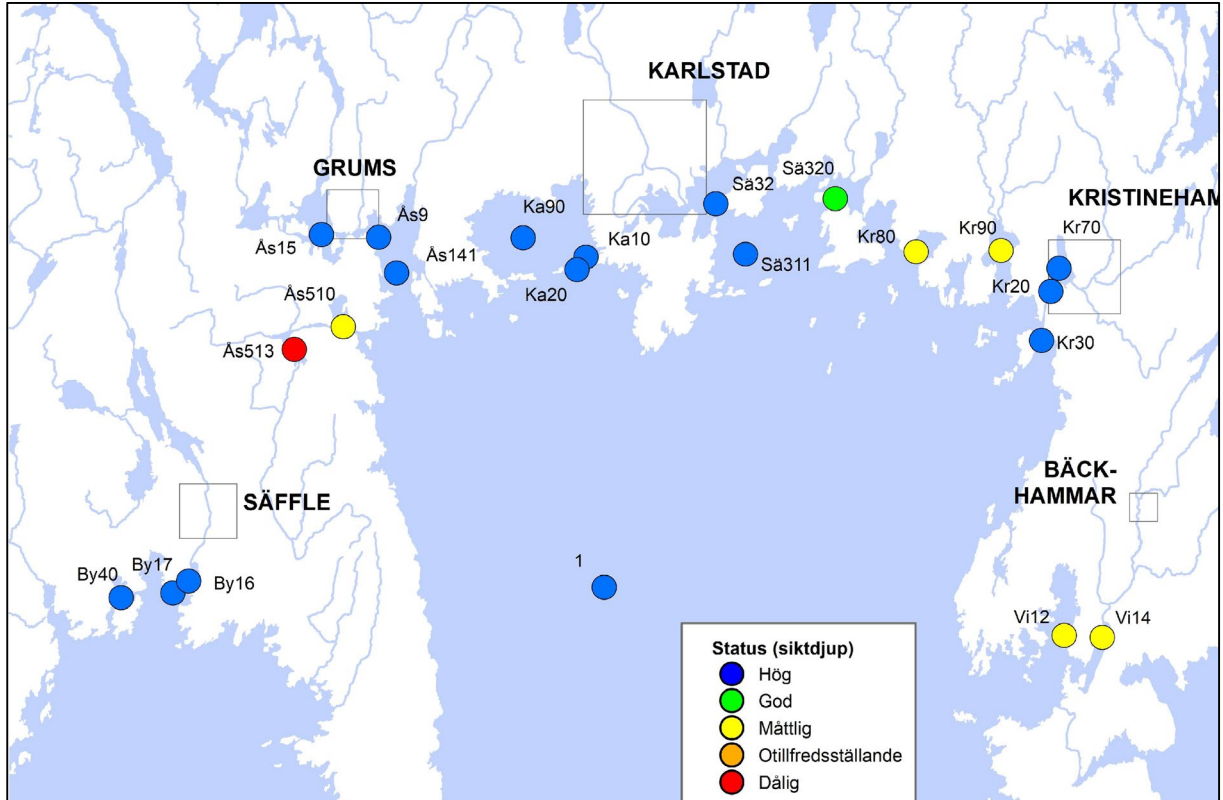 KARLSTAD
GRUMS
Sä320
Sä32
KRISTINEHAM
Ka90
Ås9
Kr90
Kr70
Kr80
Ka10
Ås15
Ås141
Sä311
Ka20
Kr20
Ås510
Kr30
Ås513
BÄCK-
HAMMAR
SÄFFLE
By17
By40
By16
1
Vi12
Vi14
Status (siktdjup)
Hög
God
Måttlig
Otillfredsställande
Dålig